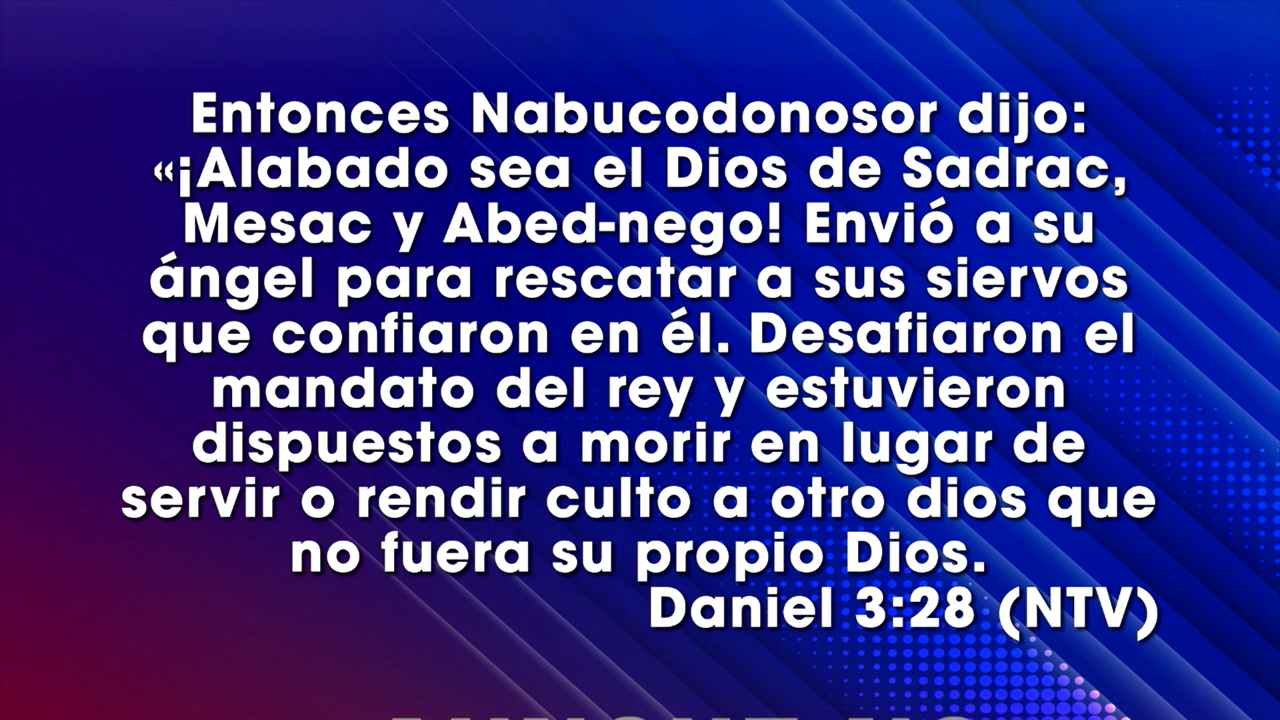 Entonces Nabucodonosor dijo:
«¡Alabado sea el Dios de Sadrac,
Mesac y Abed-nego! Envió a su
ángel para rescatar a sus siervos
que confiaron en él. Desafiaron el
mandato del rey y estuvieron
dispuestos a morir en lugar de
servir o rendir culto a otro dios que
no fuera su propio Dios.
Daniel 3:28 (NTV)